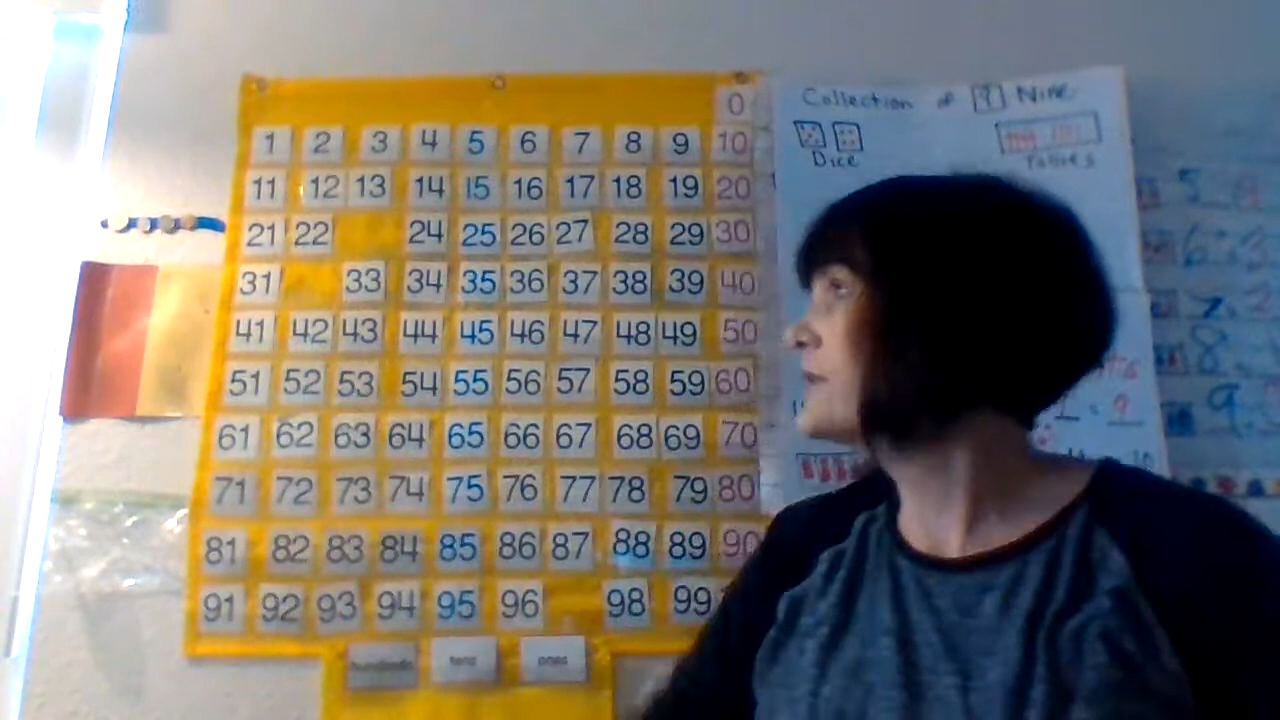 0
1 2 3 4 5 6 7 8 9 10
11 12 13 14 15 16 17 18 19 20
21 22 24 25 26 27 28 29 30
31 33 34 35 36 37 38 39 40
41 42 43 44 45 46 47 48 49 50
51 52 53 54 55 56 57 58 59 60
61 62 63 64 65 66 67 68 69 70
71 72 73 74 75 76 77 78 79 80
81 82 83 84 85 86 87 88 89 90
91 92 93 94 95 96 98 99
hundreds tens ones
Collection of 9 Nine
Dice
Tallies